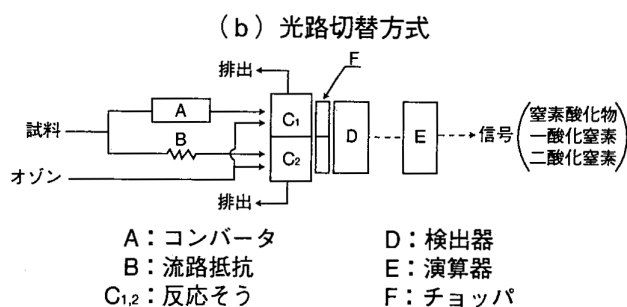 (b) 光路切替方式
F
排出
A
C₁
試料
B
D
E
信号
窒素酸化物
一酸化窒素
二酸化窒素
C₂
オゾン
排出
A:コンバータ
D:検出器
B:流路抵抗
E:演算器
C₁,₂:反応そう
F:チョッパ